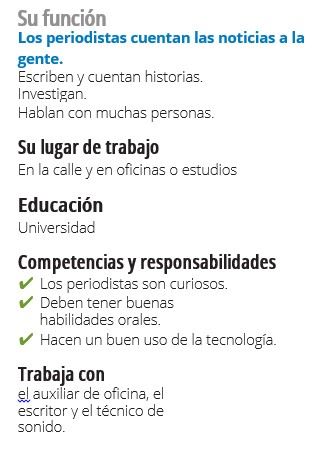 Su función
Los periodistas cuentan las noticias a la
gente.
Escriben y cuentan historias.
Investigan.
Hablan con muchas personas.
Su lugar de trabajo
En la calle y en oficinas o estudios
Educación
Universidad
Competencias y responsabilidades
✔ Los periodistas son curiosos.
✔ Deben tener buenas
habilidades orales.
✔ Hacen un buen uso de la tecnología.
Trabaja con
el auxiliar de oficina, el
escritor y el técnico de
sonido.